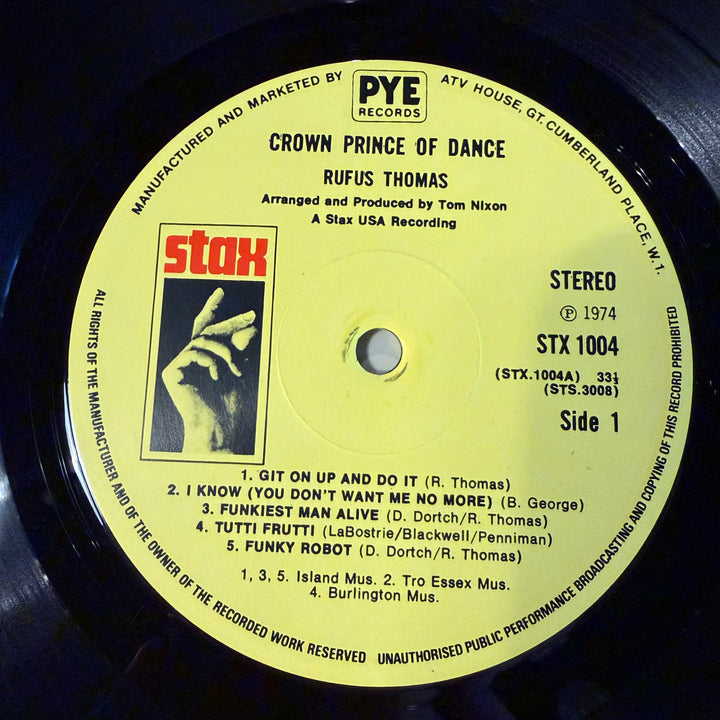 MANUFACTURED AND MARKETED BY
PYE
RECORDS
ATV HOUSE, GT. CUMBERLAND PLACE, W.1.
CROWN PRINCE OF DANCE
RUFUS THOMAS
Arranged and Produced by Tom Nixon
A Stax USA Recording
stax
STEREO
Ⓟ 1974
STX 1004
(STX.1004A) 33⅓
(STS.3008)
Side 1
1. GIT ON UP AND DO IT (R. Thomas)
2. I KNOW (YOU DON'T WANT ME NO MORE) (B. George)
3. FUNKIEST MAN ALIVE (D. Dortch/R. Thomas)
4. TUTTI FRUTTI (LaBostrie/Blackwell/Penniman)
5. FUNKY ROBOT (D. Dortch/R. Thomas)
1, 3, 5. Island Mus. 2. Tro Essex Mus.
4. Burlington Mus.
ALL RIGHTS OF THE MANUFACTURER AND OF THE OWNER OF THE RECORDED WORK RESERVED
UNAUTHORISED PUBLIC PERFORMANCE BROADCASTING AND COPYING OF THIS RECORD PROHIBITED